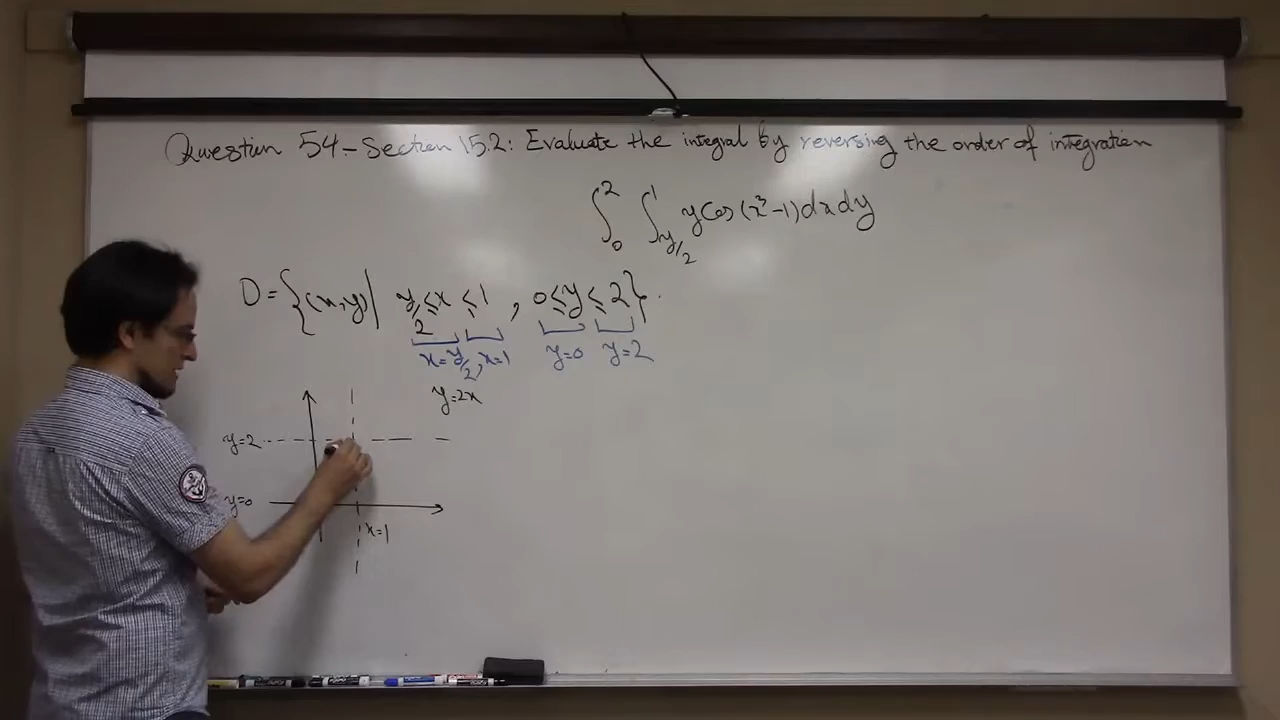 Question 54 - Section 15.2: Evaluate the integral by reversing the order of integration
∫₀² ∫_{y/2}^1 y Cos (x³-1) dx dy
D = {(x,y) | y/2 ≤ x ≤ 1 , 0 ≤ y ≤ 2}.
x=y/2, x=1 y=0 y=2
y=2x
y=2
y=0
x=1